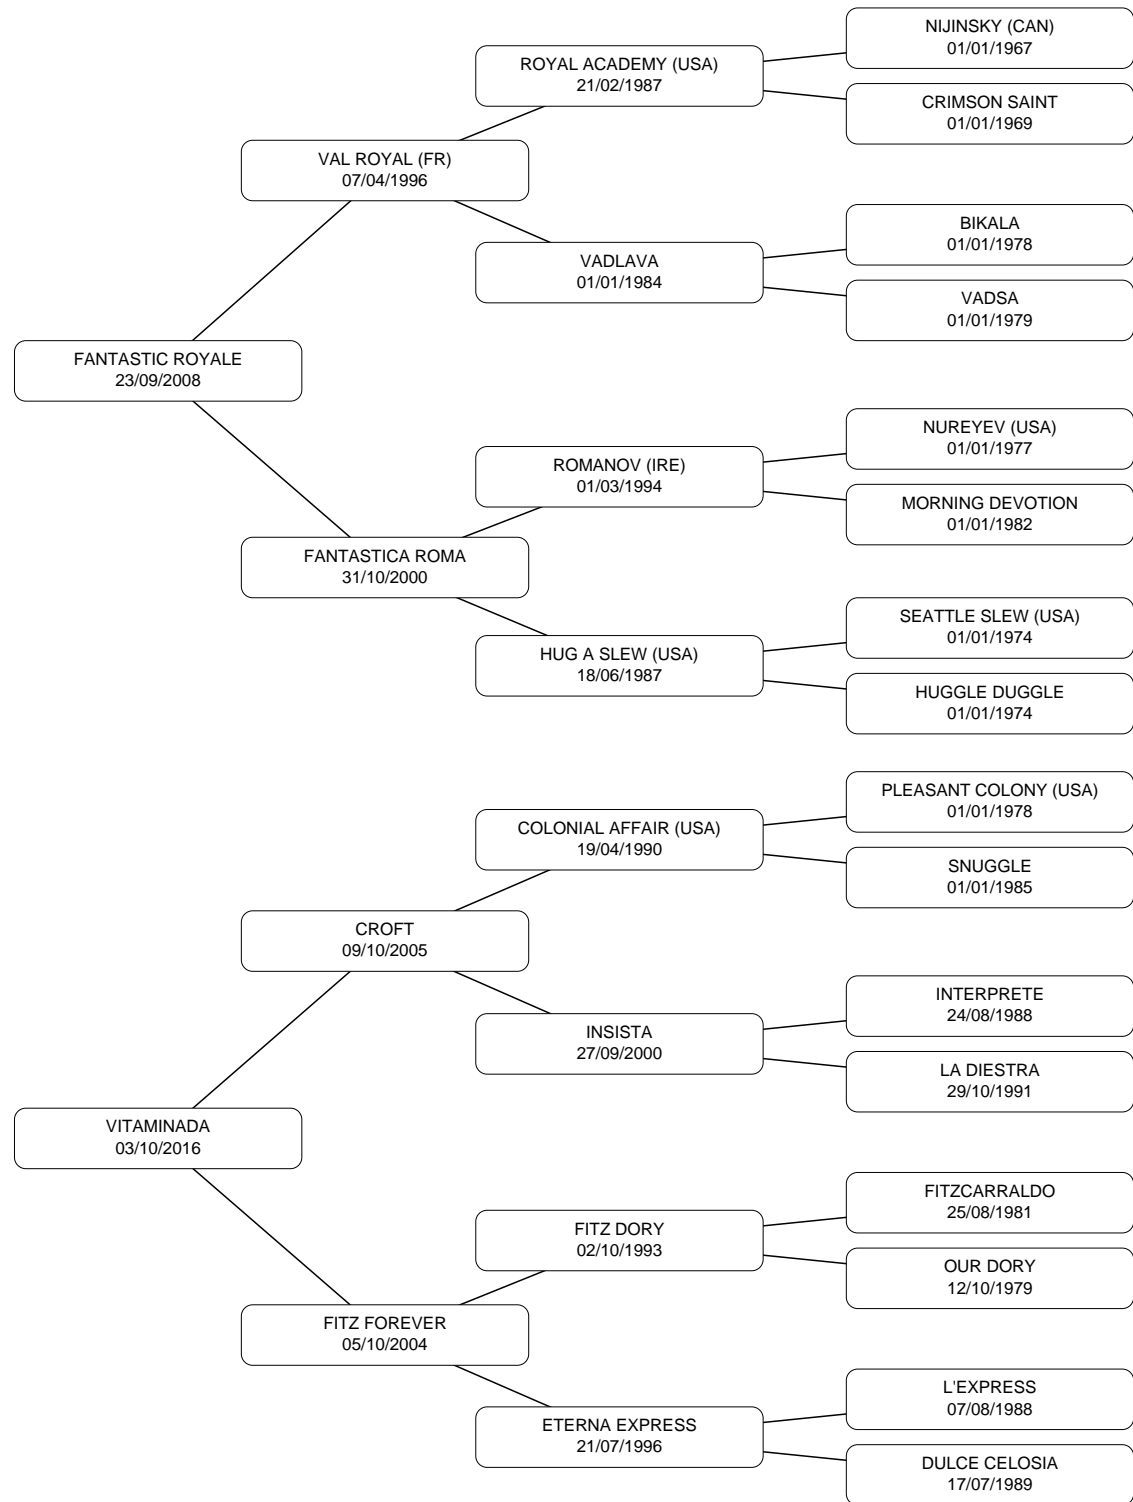 NIJINSKY (CAN)
01/01/1967
ROYAL ACADEMY (USA)
21/02/1987
CRIMSON SAINT
01/01/1969
VAL ROYAL (FR)
07/04/1996
BIKALA
01/01/1978
VADLAVA
01/01/1984
VADSA
01/01/1979
FANTASTIC ROYALE
23/09/2008
NUREYEV (USA)
01/01/1977
ROMANOV (IRE)
01/03/1994
MORNING DEVOTION
01/01/1982
FANTASTICA ROMA
31/10/2000
SEATTLE SLEW (USA)
01/01/1974
HUG A SLEW (USA)
18/06/1987
HUGGLE DUGGLE
01/01/1974
PLEASANT COLONY (USA)
01/01/1978
COLONIAL AFFAIR (USA)
19/04/1990
SNUGGLE
01/01/1985
CROFT
09/10/2005
INTERPRETE
24/08/1988
INSISTA
27/09/2000
LA DIESTRA
29/10/1991
VITAMINADA
03/10/2016
FITZCARRALDO
25/08/1981
FITZ DORY
02/10/1993
OUR DORY
12/10/1979
FITZ FOREVER
05/10/2004
L'EXPRESS
07/08/1988
ETERNA EXPRESS
21/07/1996
DULCE CELOSIA
17/07/1989